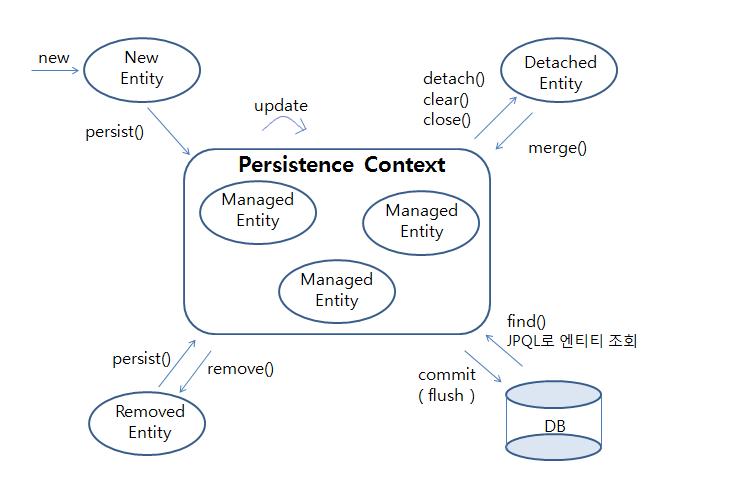 new
New
Entity
persist()
update
detach()
clear()
close()
Detached
Entity
merge()
Persistence Context
Managed
Entity
Managed
Entity
Managed
Entity
persist()
remove()
Removed
Entity
find()
JPQL로 엔티티 조회
commit
( flush )
DB